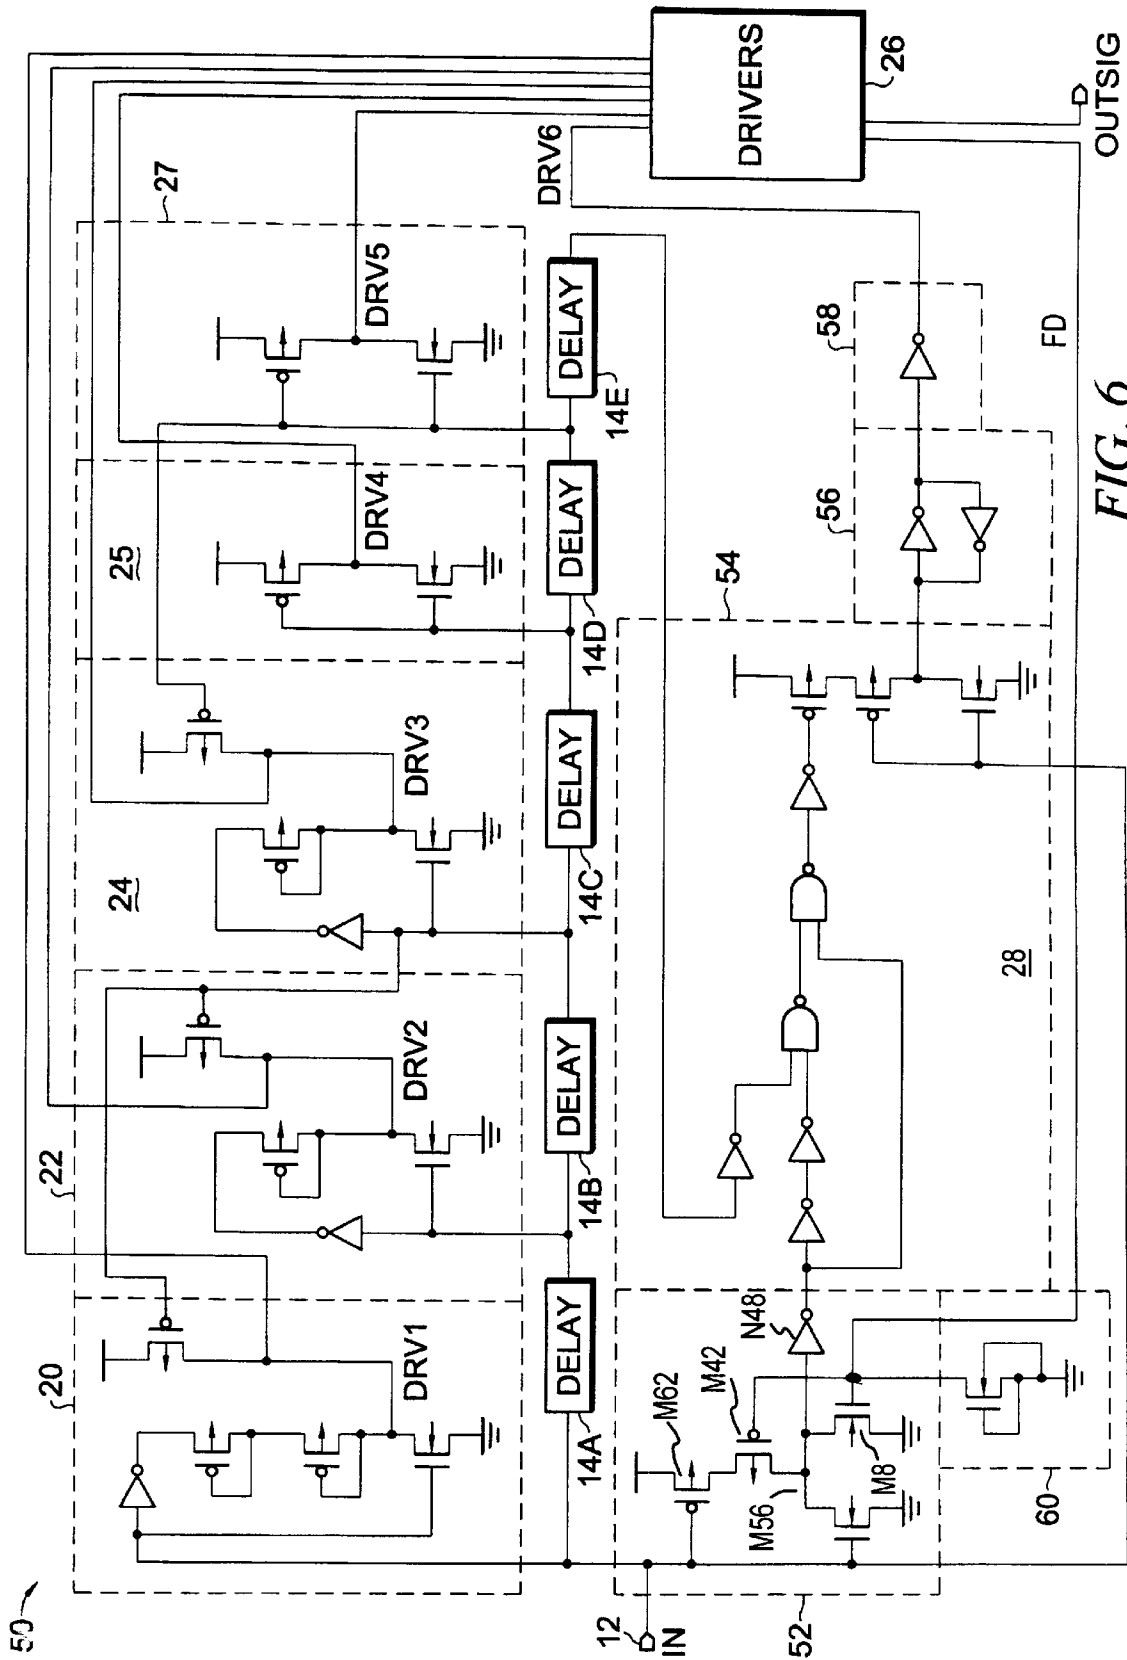 50
20
22
24
25
27
DRV1
DRV2
DRV3
DRV4
DRV5
DRV6
DELAY
DELAY
DELAY
DELAY
DELAY
14A
14B
14C
14D
14E
DRIVERS
26
OUTSIG
12
IN
52
M62
M42
M56
M8
N48
60
54
28
56
58
FD
FIG. 6